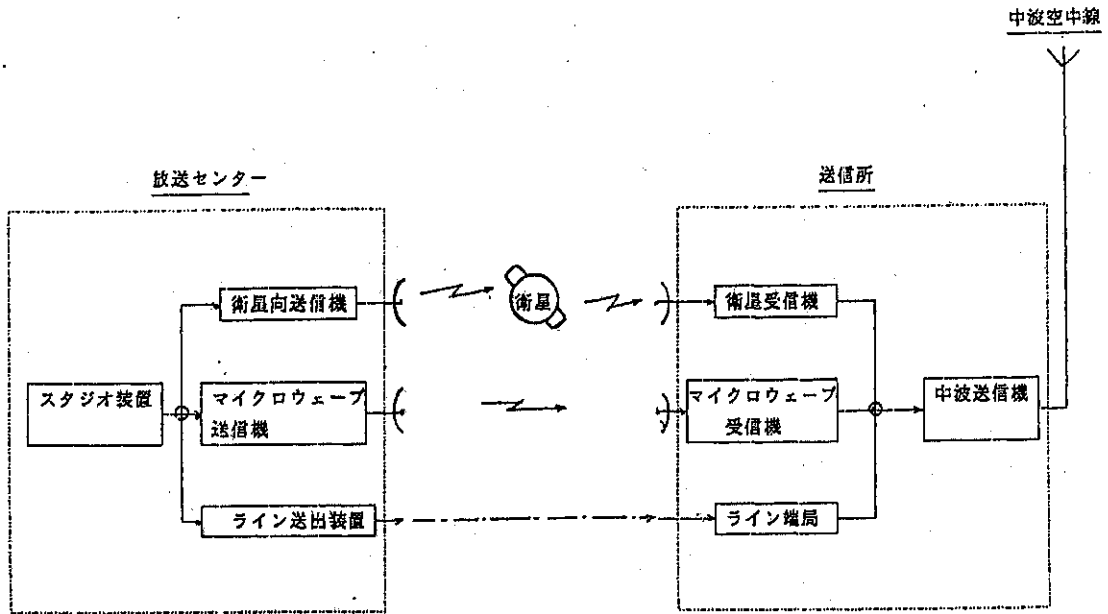 中波空中線
放送センター
送信所
衛星向送信機
衛星
衛星受信機
スタジオ装置
マイクロウェーブ
送信機
マイクロウェーブ
受信機
中波送信機
ライン送出装置
ライン端局